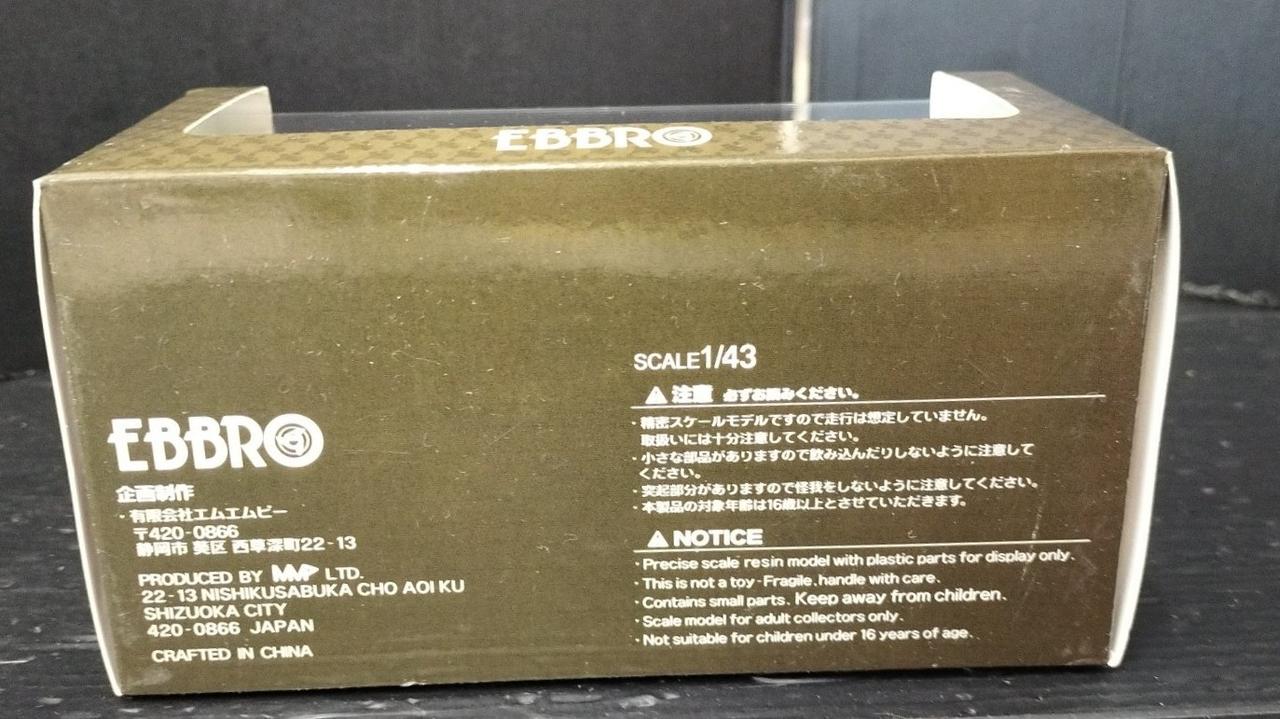 EBBRO
EBBRO
企画制作
・有限会社エムエムピー
〒420-0866
静岡市 葵区 西草深町22-13
PRODUCED BY MMP LTD.
22-13 NISHIKUSABUKA CHO AOI KU
SHIZUOKA CITY
420-0866 JAPAN
CRAFTED IN CHINA
SCALE1/43
注意 必ずお読みください。
・精密スケールモデルですので走行は想定していません。
取扱いには十分注意してください。
・小さな部品がありますので飲み込んだりしないように注意して
ください。
・突起部分がありますので怪我をしないように注意してください。
・本製品の対象年齢は16歳以上とさせていただきます。
NOTICE
・Precise scale resin model with plastic parts for display only.
・This is not a toy-Fragile, handle with care.
・Contains small parts. Keep away from children.
・Scale model for adult collectors only.
・Not suitable for children under 16 years of age.